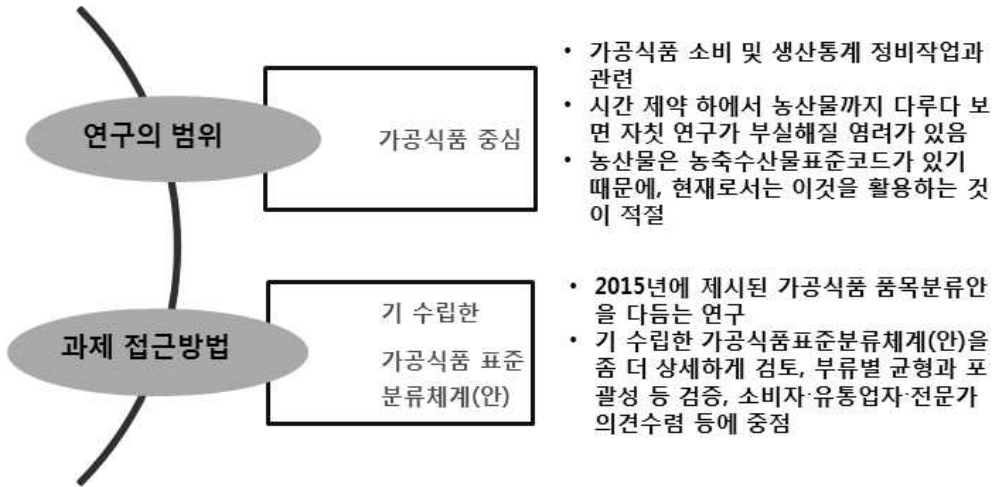 연구의 범위
가공식품 중심
• 가공식품 소비 및 생산통계 정비작업과
관련
• 시간 제약 하에서 농산물까지 다루다 보
면 자칫 연구가 부실해질 염려가 있음
• 농산물은 농축수산물표준코드가 있기
때문에, 현재로서는 이것을 활용하는 것
이 적절
과제 접근방법
기 수립한
가공식품 표준
분류체계(안)
• 2015년에 제시된 가공식품 품목분류안
을 다듬는 연구
• 기 수립한 가공식품표준분류체계(안)을
좀 더 상세하게 검토, 부류별 균형과 포
괄성 등 검증, 소비자·유통업자·전문가
의견수렴 등에 중점